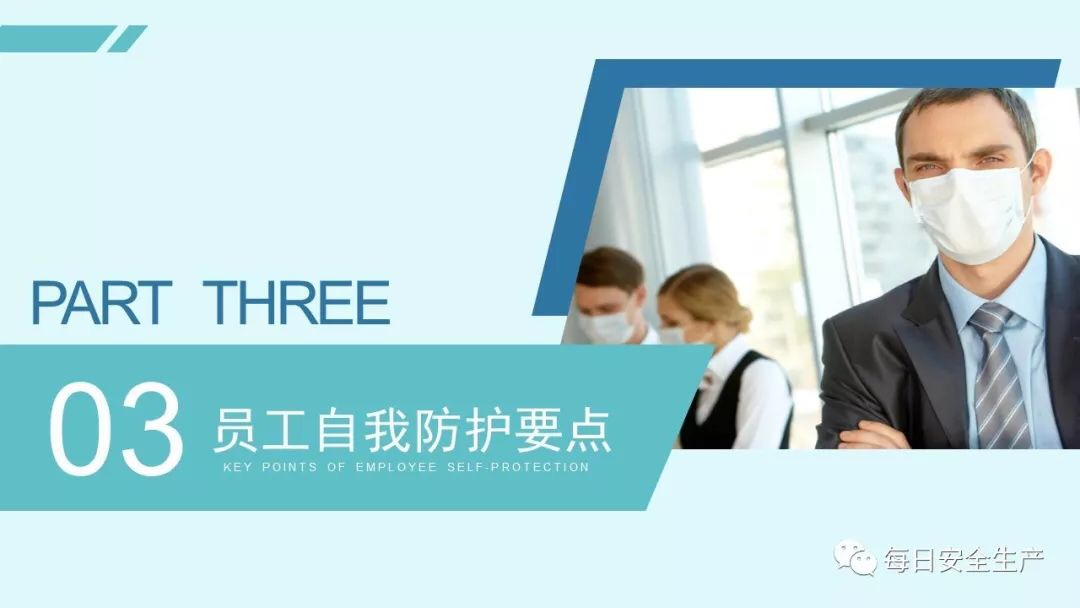 PART THREE
03 员工自我防护要点
KEY POINTS OF EMPLOYEE SELF-PROTECTION
每日安全生产